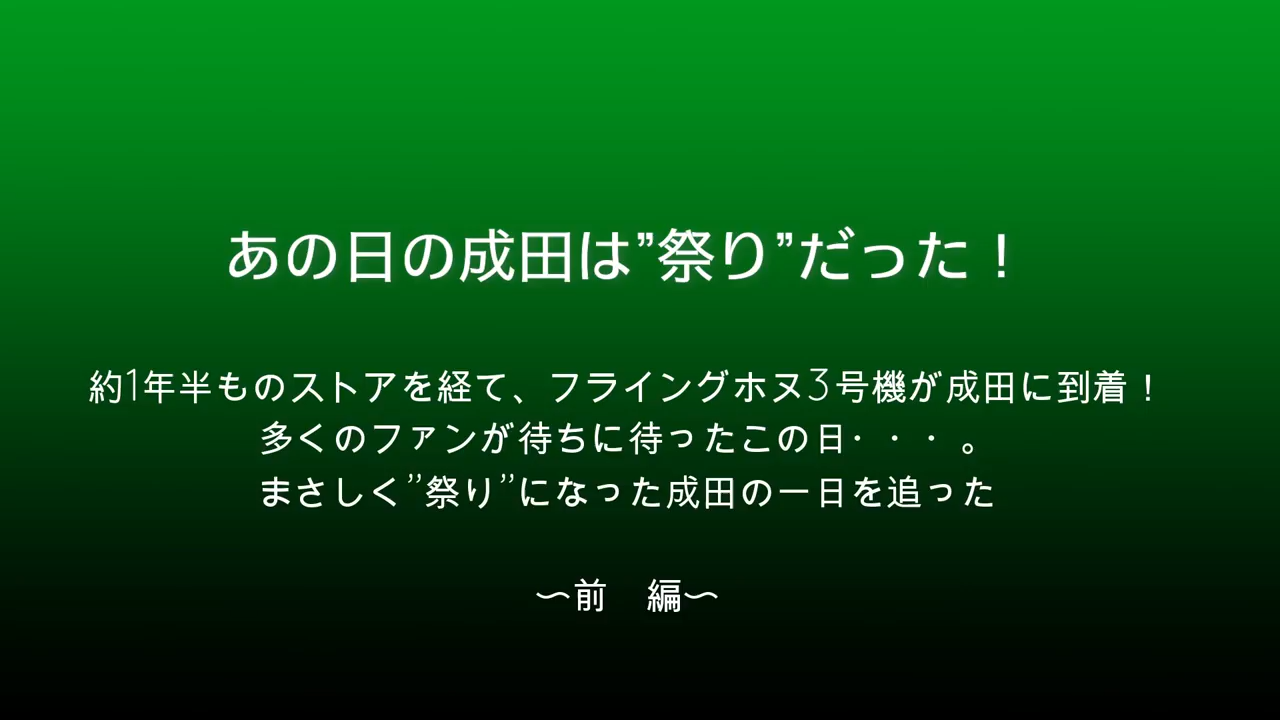 あの日の成田は”祭り”だった！
約1年半ものストアを経て、フライングホヌ3号機が成田に到着！
多くのファンが待ちに待ったこの日・・・。
まさしく”祭り”になった成田の一日を追った
〜前　編〜